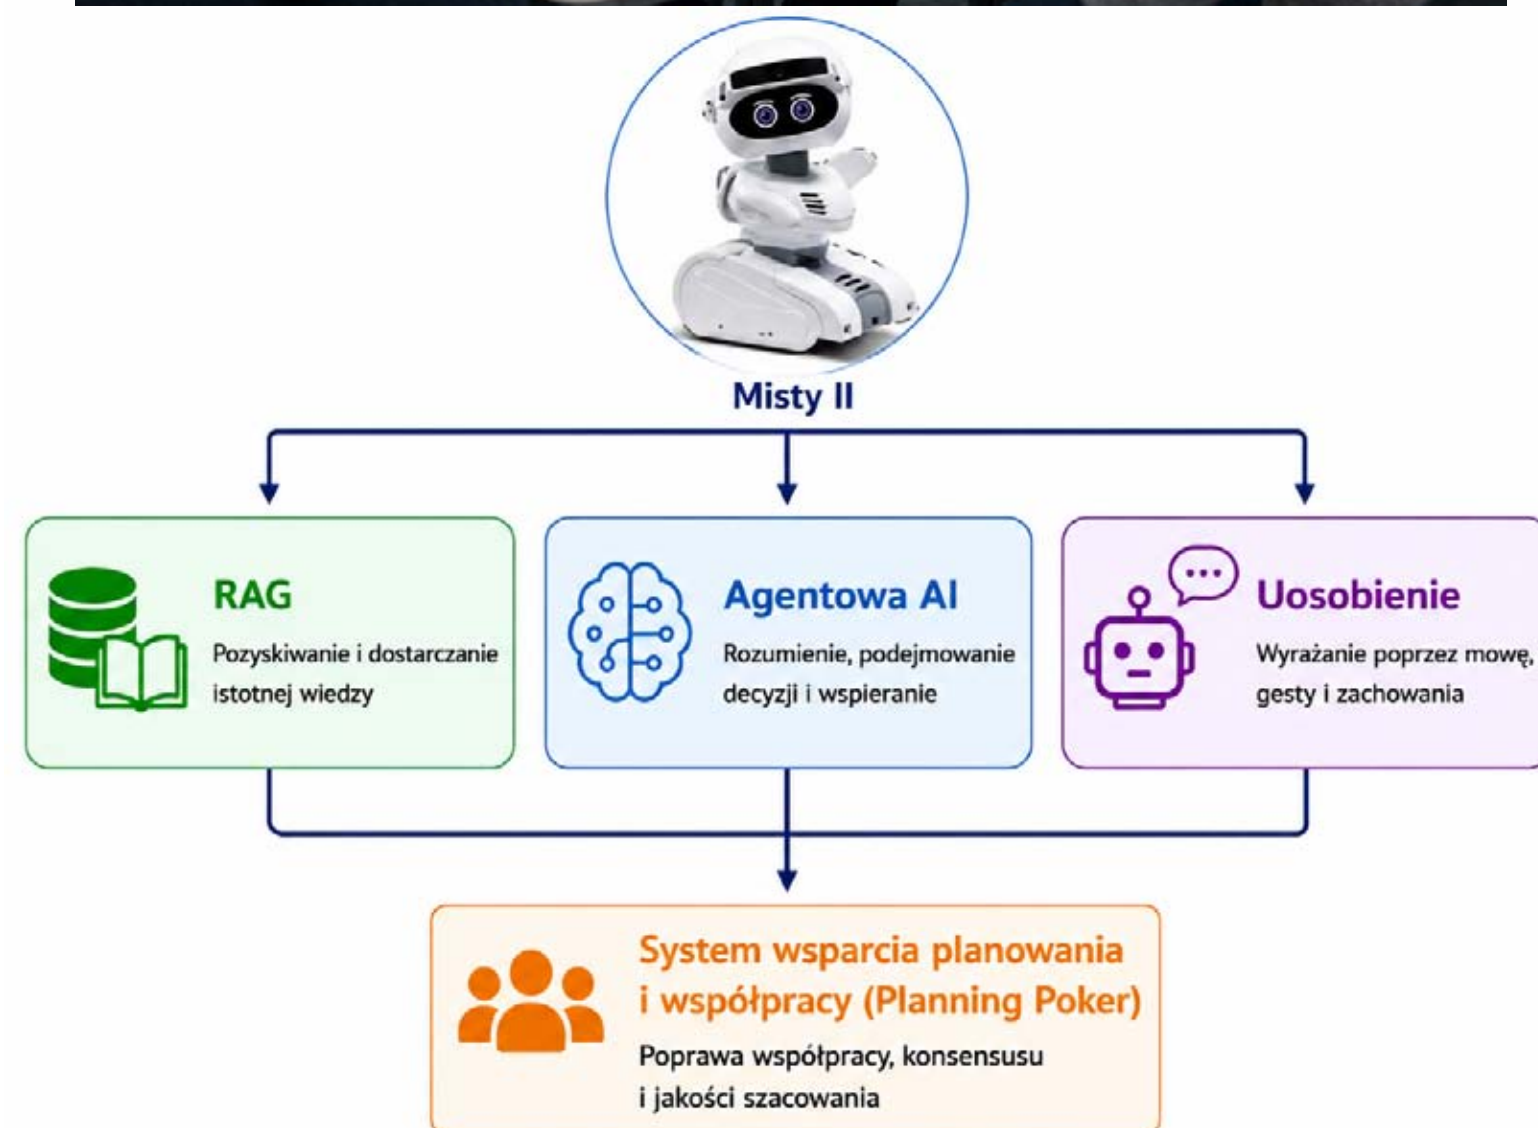 Misty II
RAG
Pozyskiwanie i dostarczanie
istotnej wiedzy
Agentowa AI
Rozumienie, podejmowanie
decyzji i wspieranie
Uosobienie
Wyrażanie poprzez mowę,
gesty i zachowania
System wsparcia planowania
i współpracy (Planning Poker)
Poprawa współpracy, konsensusu
i jakości szacowania